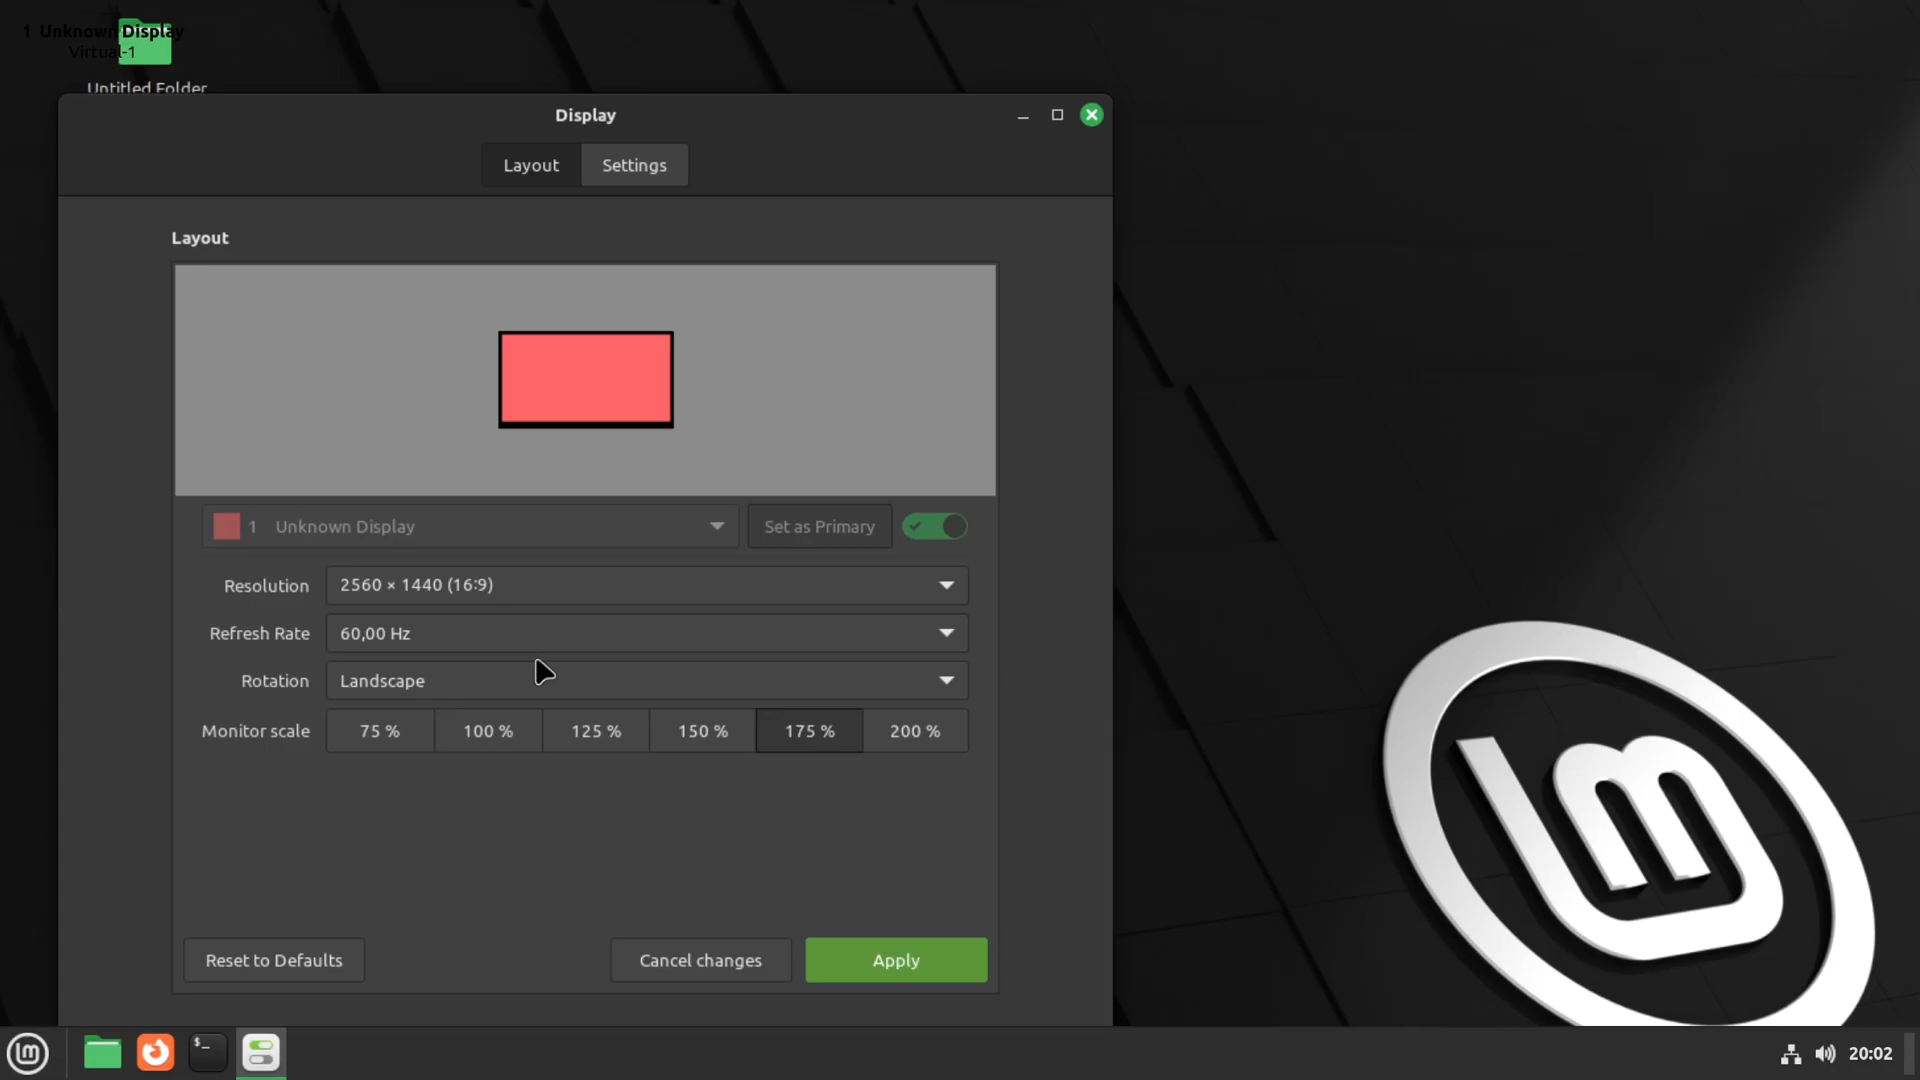 1 Unknown Display
Virtual-1
Untitled Folder
Display
Layout
Settings
Layout
1 Unknown Display
Set as Primary
Resolution
2560 × 1440 (16:9)
Refresh Rate
60,00 Hz
Rotation
Landscape
Monitor scale
75 %
100 %
125 %
150 %
175 %
200 %
Reset to Defaults
Cancel changes
Apply
$_
20:02